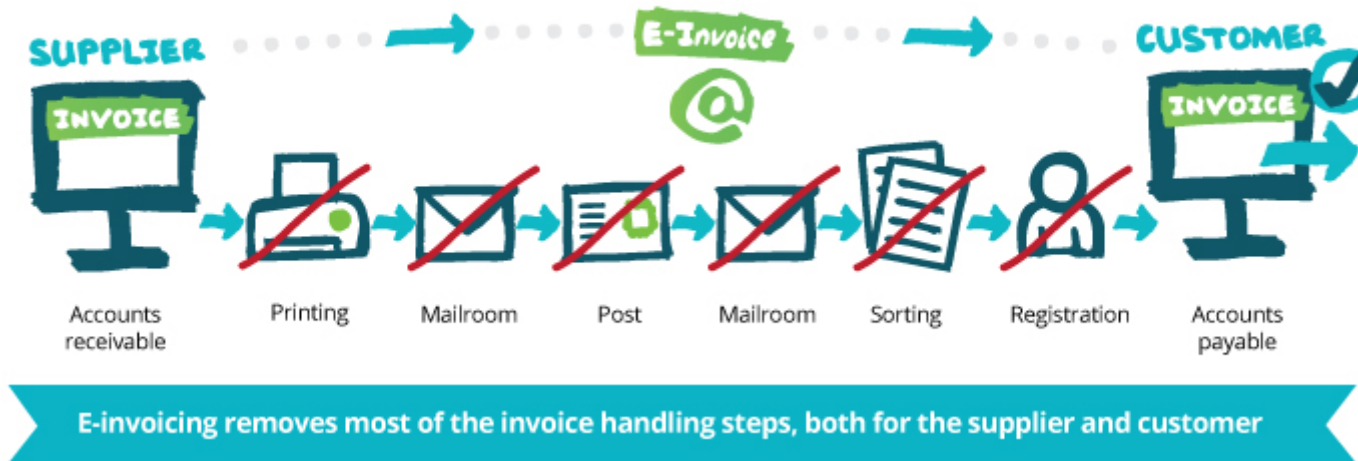 SUPPLIER
E-Invoice
CUSTOMER
INVOICE
@
INVOICE
Accounts
receivable
Printing
Mailroom
Post
Mailroom
Sorting
Registration
Accounts
payable
E-invoicing removes most of the invoice handling steps, both for the supplier and customer